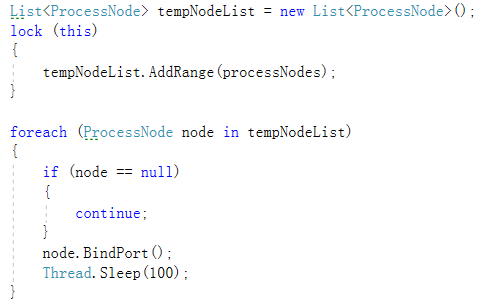 List<ProcessNode> tempNodeList = new List<ProcessNode>();
lock (this)
{
    tempNodeList.AddRange(processNodes);
}

foreach (ProcessNode node in tempNodeList)
{
    if (node == null)
    {
        continue;
    }
    node.BindPort();
    Thread.Sleep(100);
}